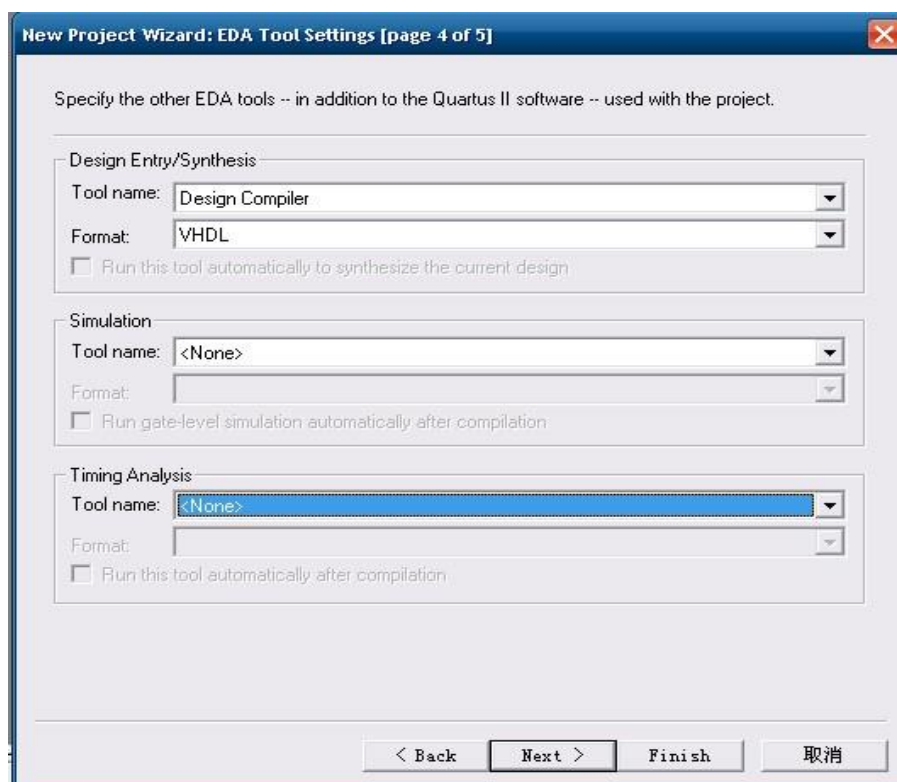 New Project Wizard: EDA Tool Settings [page 4 of 5]
Specify the other EDA tools -- in addition to the Quartus II software -- used with the project.
Design Entry/Synthesis
Tool name: Design Compiler
Format: VHDL
Run this tool automatically to synthesize the current design
Simulation
Tool name: <None>
Format:
Run gate-level simulation automatically after compilation
Timing Analysis
Tool name: <None>
Format:
Run this tool automatically after compilation
< Back Next > Finish 取消